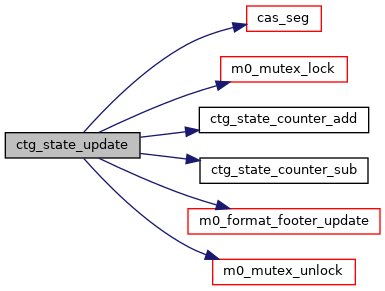 cas_seg
m0_mutex_lock
ctg_state_counter_add
ctg_state_update
ctg_state_counter_sub
m0_format_footer_update
m0_mutex_unlock